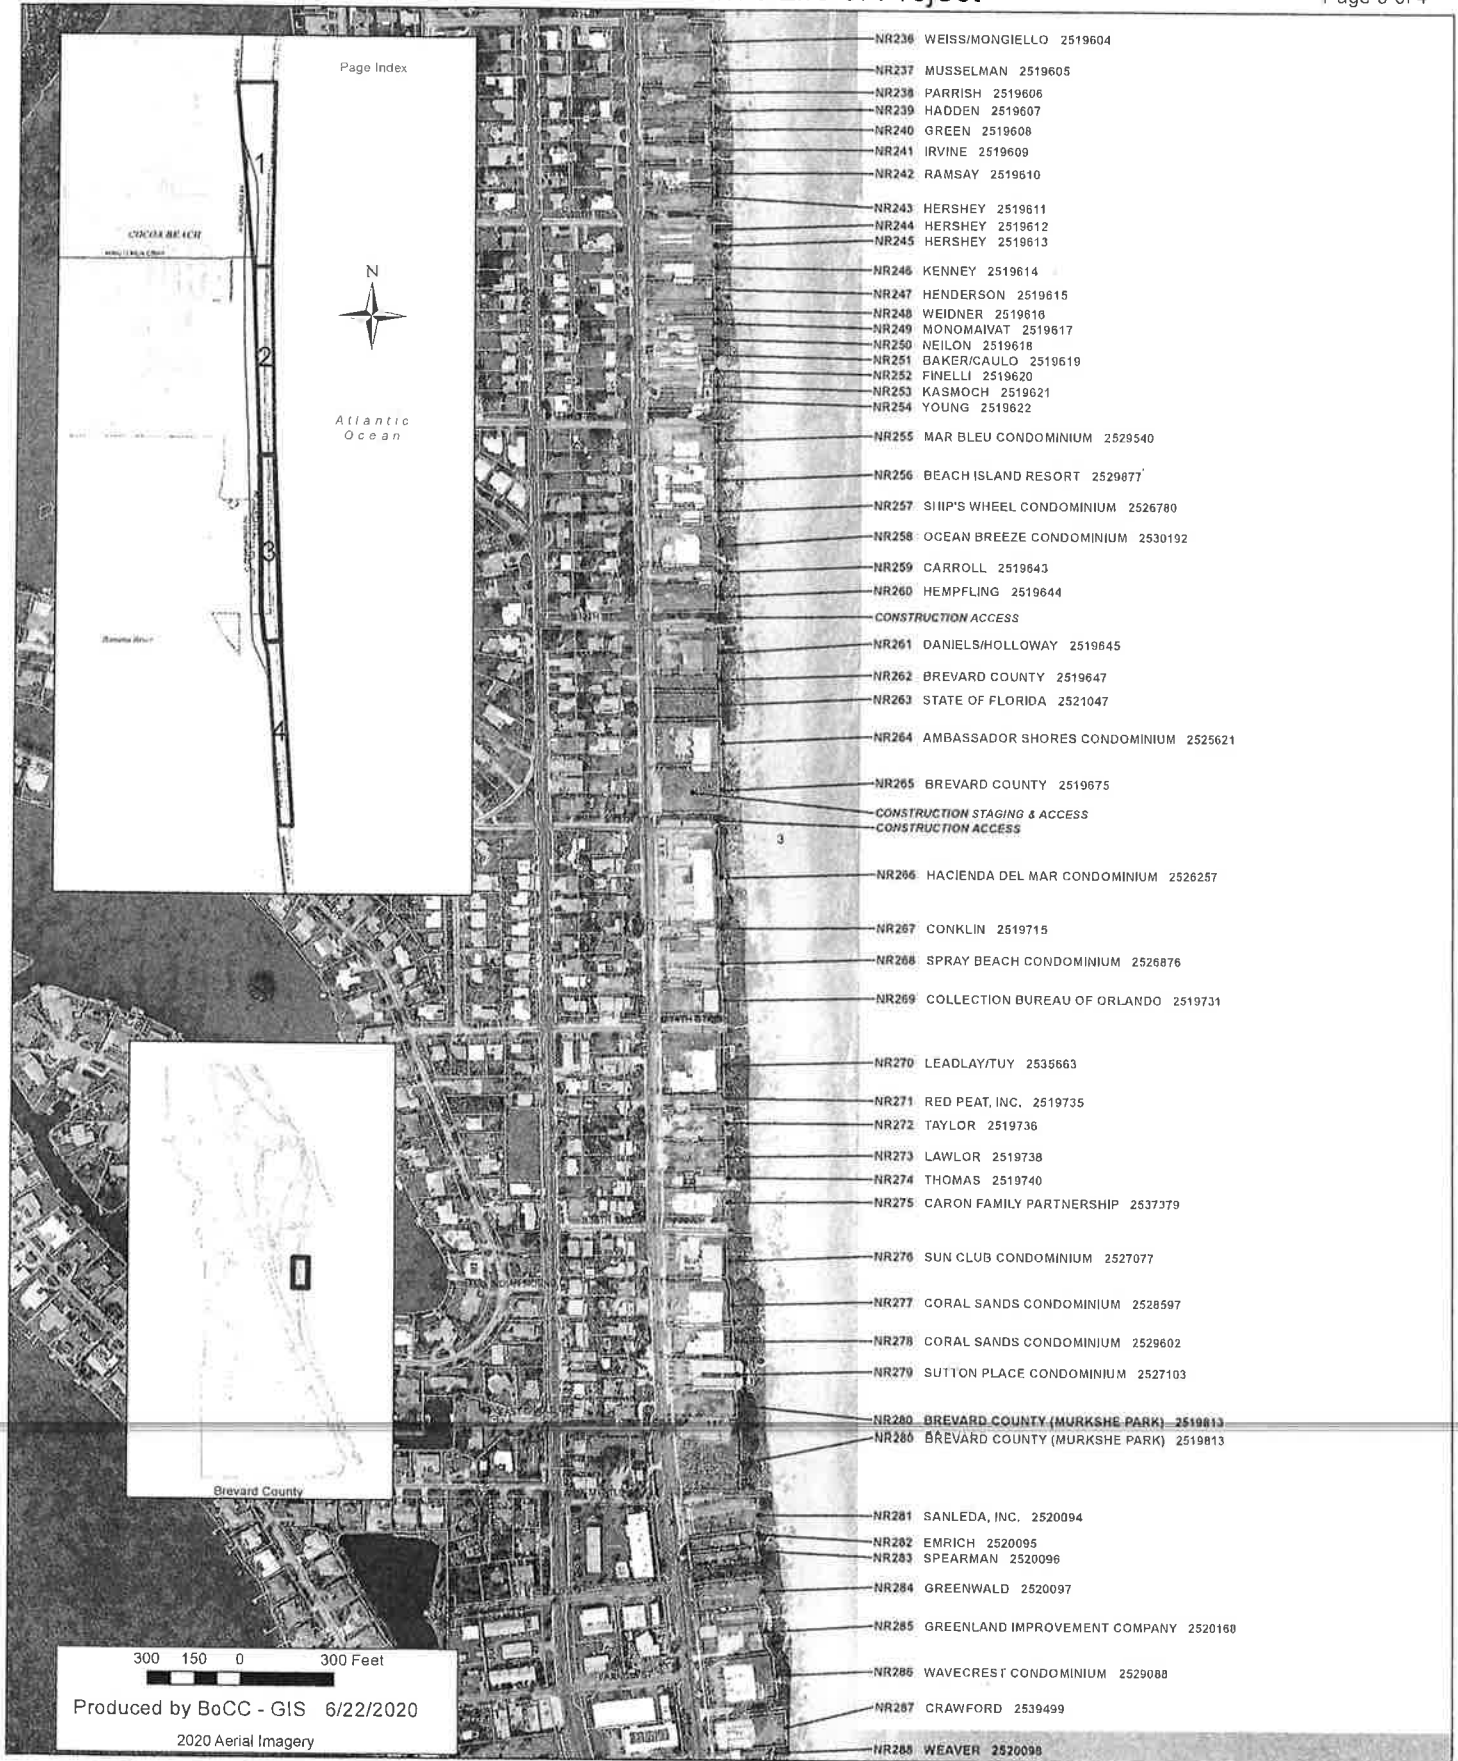 Project
Page Index
1
COCOA BEACH
N
2
Atlantic
Ocean
3
Banana River
4
NR236 WEISS/MONGIELLO 2519604
NR237 MUSSELMAN 2519605
NR238 PARRISH 2519606
NR239 HADDEN 2519607
NR240 GREEN 2519608
NR241 IRVINE 2519609
NR242 RAMSAY 2519610
NR243 HERSHEY 2519611
NR244 HERSHEY 2519612
NR245 HERSHEY 2519613
NR246 KENNEY 2519614
NR247 HENDERSON 2519615
NR248 WEIDNER 2519616
NR249 MONOMAIVAT 2519617
NR250 NEILON 2519618
NR251 BAKER/CAULO 2519619
NR252 FINELLI 2519620
NR253 KASMOCH 2519621
NR254 YOUNG 2519622
NR255 MAR BLEU CONDOMINIUM 2529540
NR256 BEACH ISLAND RESORT 2529877
NR257 SHIP'S WHEEL CONDOMINIUM 2526780
NR258 OCEAN BREEZE CONDOMINIUM 2530192
NR259 CARROLL 2519643
NR260 HEMPFLING 2519644
CONSTRUCTION ACCESS
NR261 DANIELS/HOLLOWAY 2519645
NR262 BREVARD COUNTY 2519647
NR263 STATE OF FLORIDA 2521047
NR264 AMBASSADOR SHORES CONDOMINIUM 2525621
NR265 BREVARD COUNTY 2519675
CONSTRUCTION STAGING & ACCESS
CONSTRUCTION ACCESS
3
NR266 HACIENDA DEL MAR CONDOMINIUM 2526257
NR267 CONKLIN 2519715
NR268 SPRAY BEACH CONDOMINIUM 2526876
NR269 COLLECTION BUREAU OF ORLANDO 2519731
NR270 LEADLAY/TUY 2535663
NR271 RED PEAT, INC. 2519735
NR272 TAYLOR 2519736
NR273 LAWLOR 2519738
NR274 THOMAS 2519740
NR275 CARON FAMILY PARTNERSHIP 2537379
NR276 SUN CLUB CONDOMINIUM 2527077
NR277 CORAL SANDS CONDOMINIUM 2528597
NR278 CORAL SANDS CONDOMINIUM 2529602
NR279 SUTTON PLACE CONDOMINIUM 2527103
NR280 BREVARD COUNTY (MURKSHE PARK) 2519813
NR280 BREVARD COUNTY (MURKSHE PARK) 2519813
NR281 SANLEDA, INC. 2520094
NR282 EMRICH 2520095
NR283 SPEARMAN 2520096
NR284 GREENWALD 2520097
NR285 GREENLAND IMPROVEMENT COMPANY 2520168
NR286 WAVECREST CONDOMINIUM 2529088
NR287 CRAWFORD 2539499
NR288 WEAVER 2520098
Brevard County
300 150 0 300 Feet
Produced by BoCC - GIS 6/22/2020
2020 Aerial Imagery